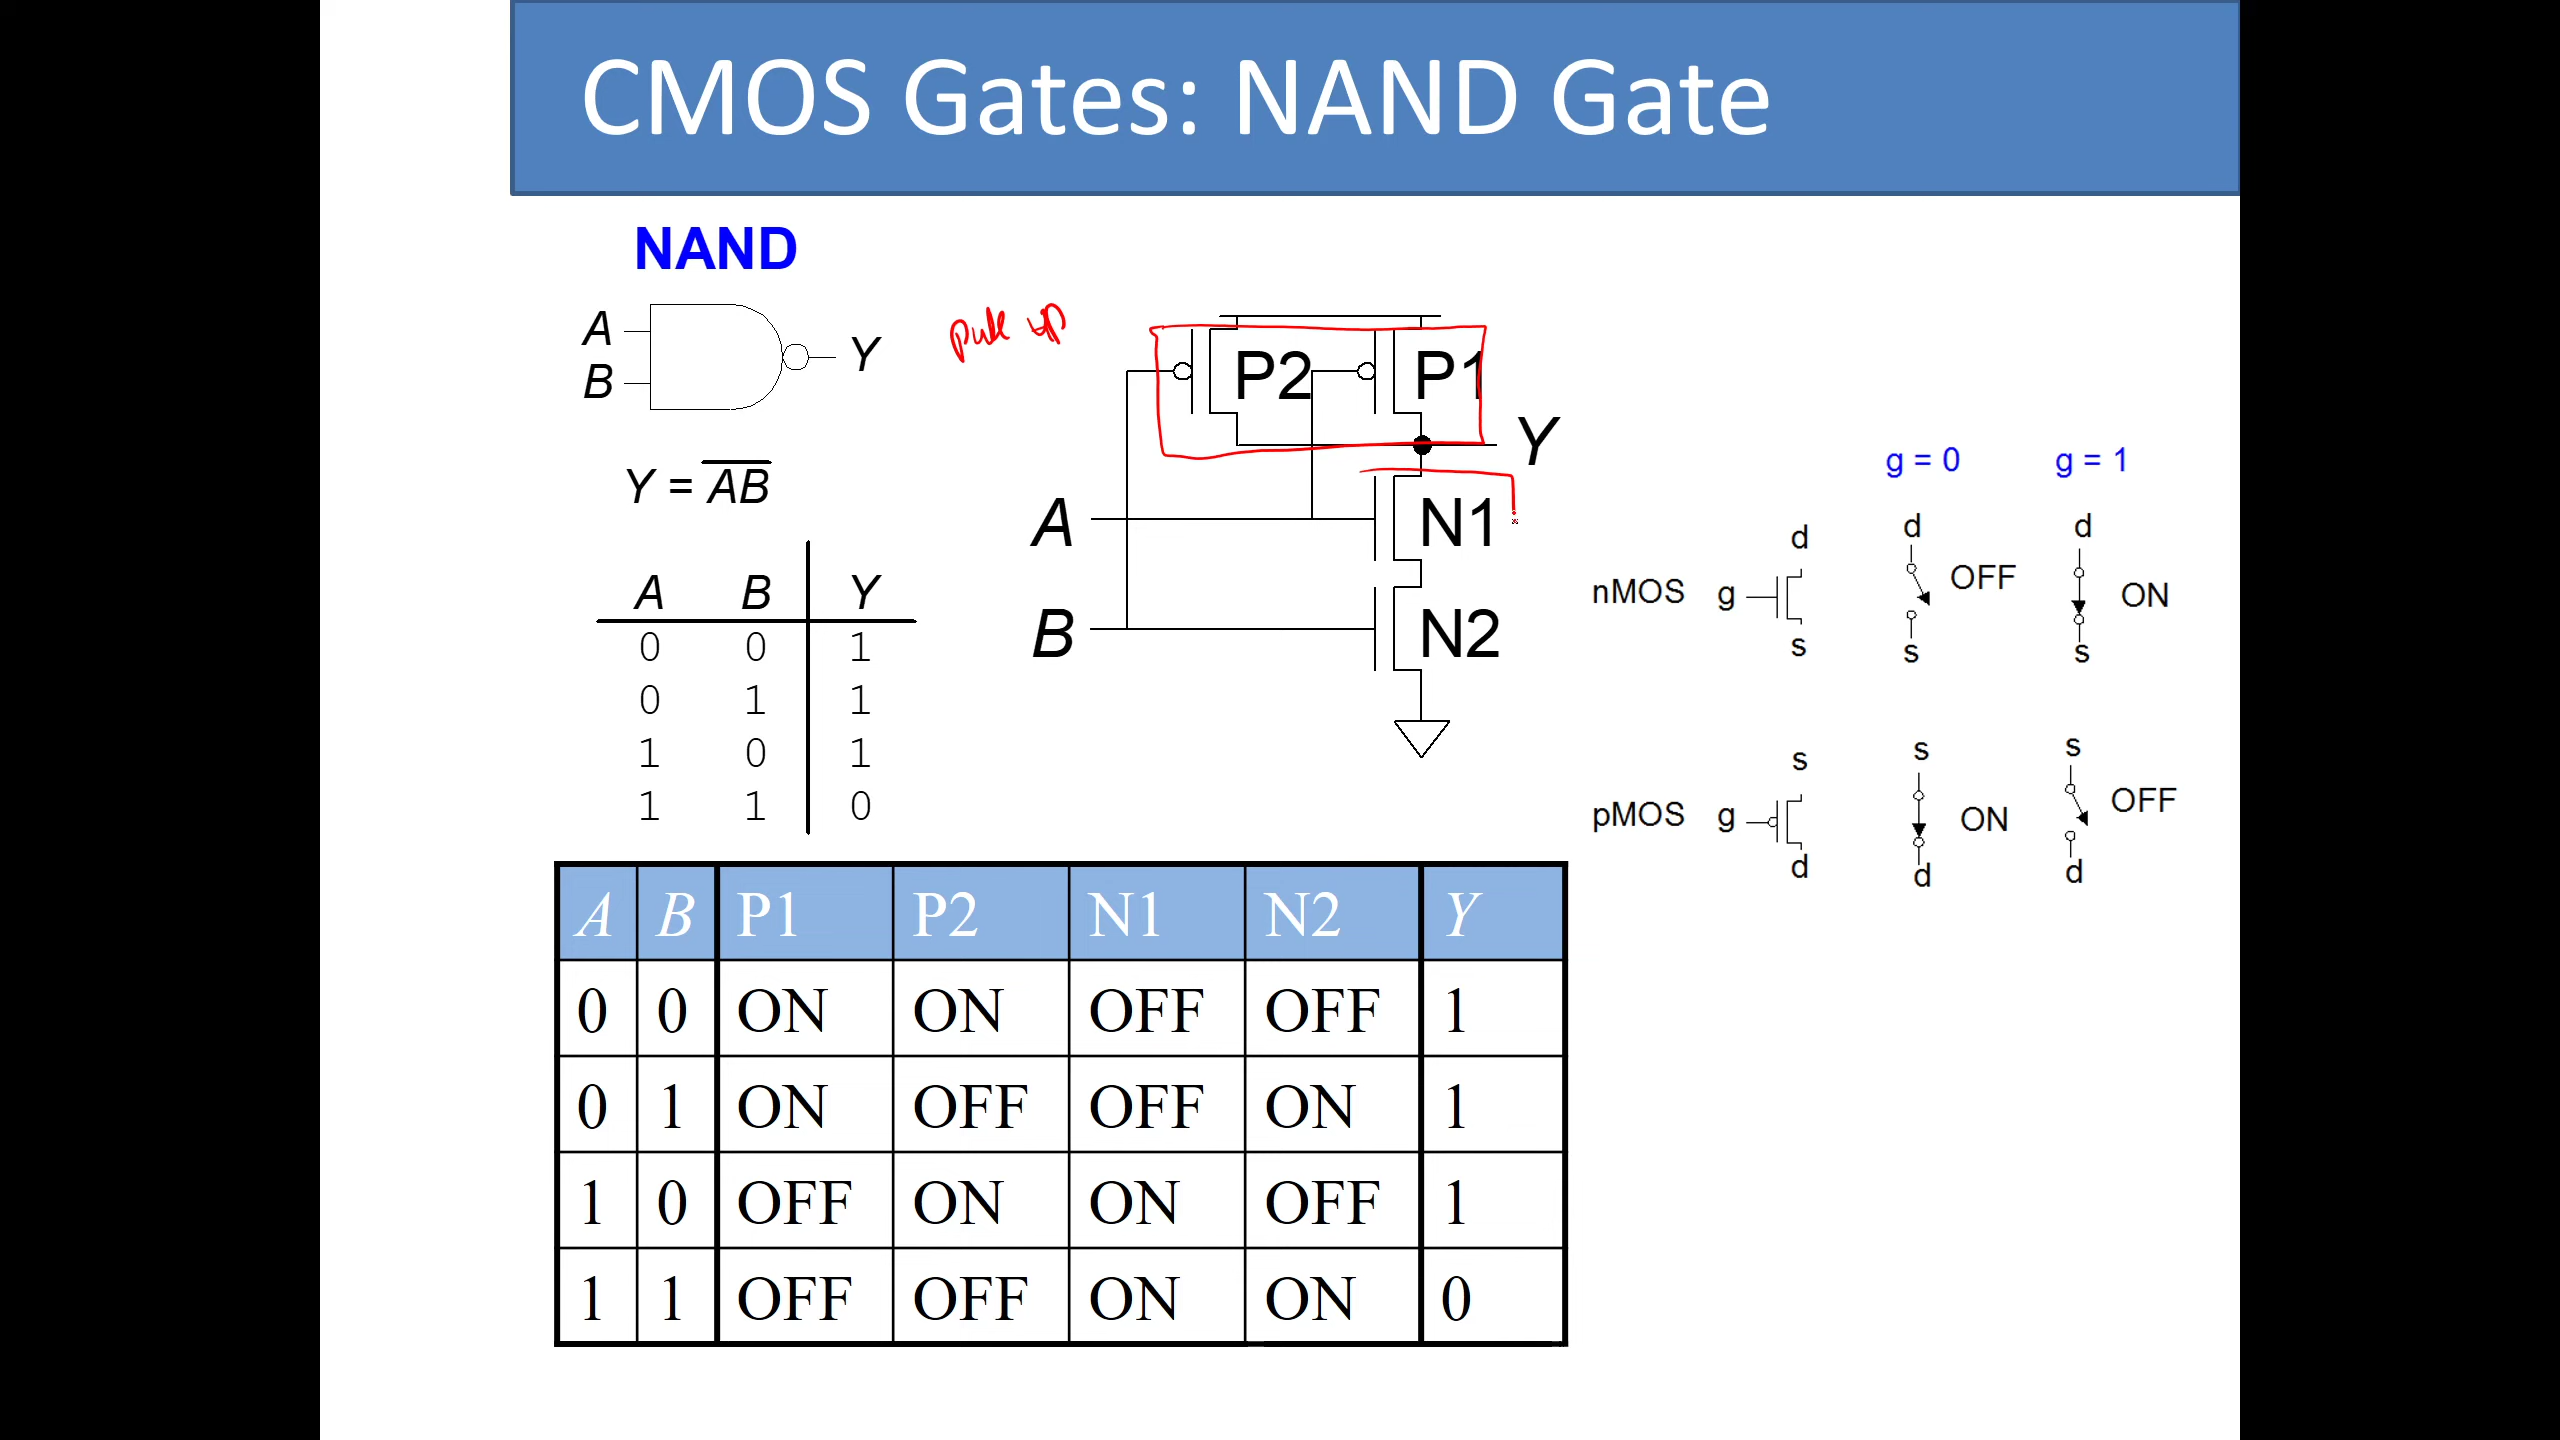 CMOS Gates: NAND Gate
NAND
A
B
Y
Y = A̅B̅
A B Y
0 0 1
0 1 1
1 0 1
1 1 0
pull up
P2 P1
Y
A N1
B N2
g = 0 g = 1
nMOS g d s d OFF s d ON s
pMOS g s d s ON d s OFF d
A B P1 P2 N1 N2 Y
0 0 ON ON OFF OFF 1
0 1 ON OFF OFF ON 1
1 0 OFF ON ON OFF 1
1 1 OFF OFF ON ON 0